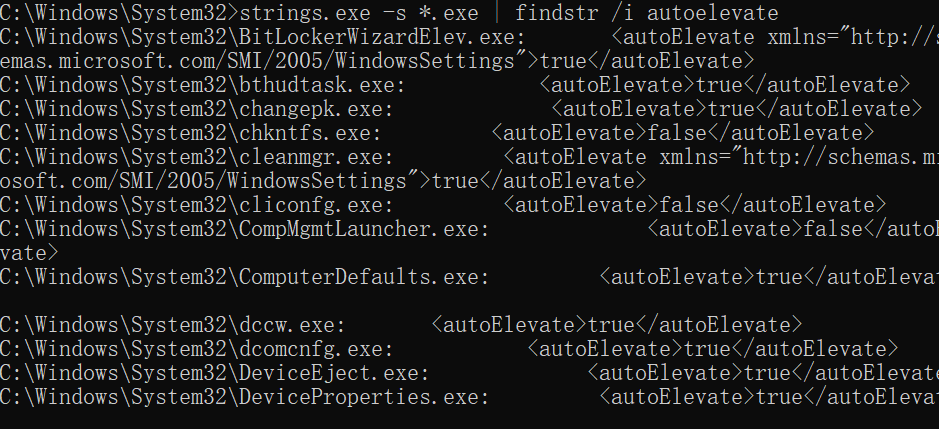 C:\Windows\System32>strings.exe -s *.exe | findstr /i autoelevate
C:\Windows\System32\BitLockerWizardElev.exe: <autoElevate xmlns="http://s
emas.microsoft.com/SMI/2005/WindowsSettings">true</autoElevate>
C:\Windows\System32\bthudtask.exe: <autoElevate>true</autoElevate>
C:\Windows\System32\changepk.exe: <autoElevate>true</autoElevate>
C:\Windows\System32\chkntfs.exe: <autoElevate>false</autoElevate>
C:\Windows\System32\cleanmgr.exe: <autoElevate xmlns="http://schemas.mi
osoft.com/SMI/2005/WindowsSettings">true</autoElevate>
C:\Windows\System32\cliconfg.exe: <autoElevate>false</autoElevate>
C:\Windows\System32\CompMgmtLauncher.exe: <autoElevate>false</autoE
vate>
C:\Windows\System32\ComputerDefaults.exe: <autoElevate>true</autoElevat
C:\Windows\System32\dccw.exe: <autoElevate>true</autoElevate>
C:\Windows\System32\dcomcnfg.exe: <autoElevate>true</autoElevate>
C:\Windows\System32\DeviceEject.exe: <autoElevate>true</autoElevate
C:\Windows\System32\DeviceProperties.exe: <autoElevate>true</autoElevat